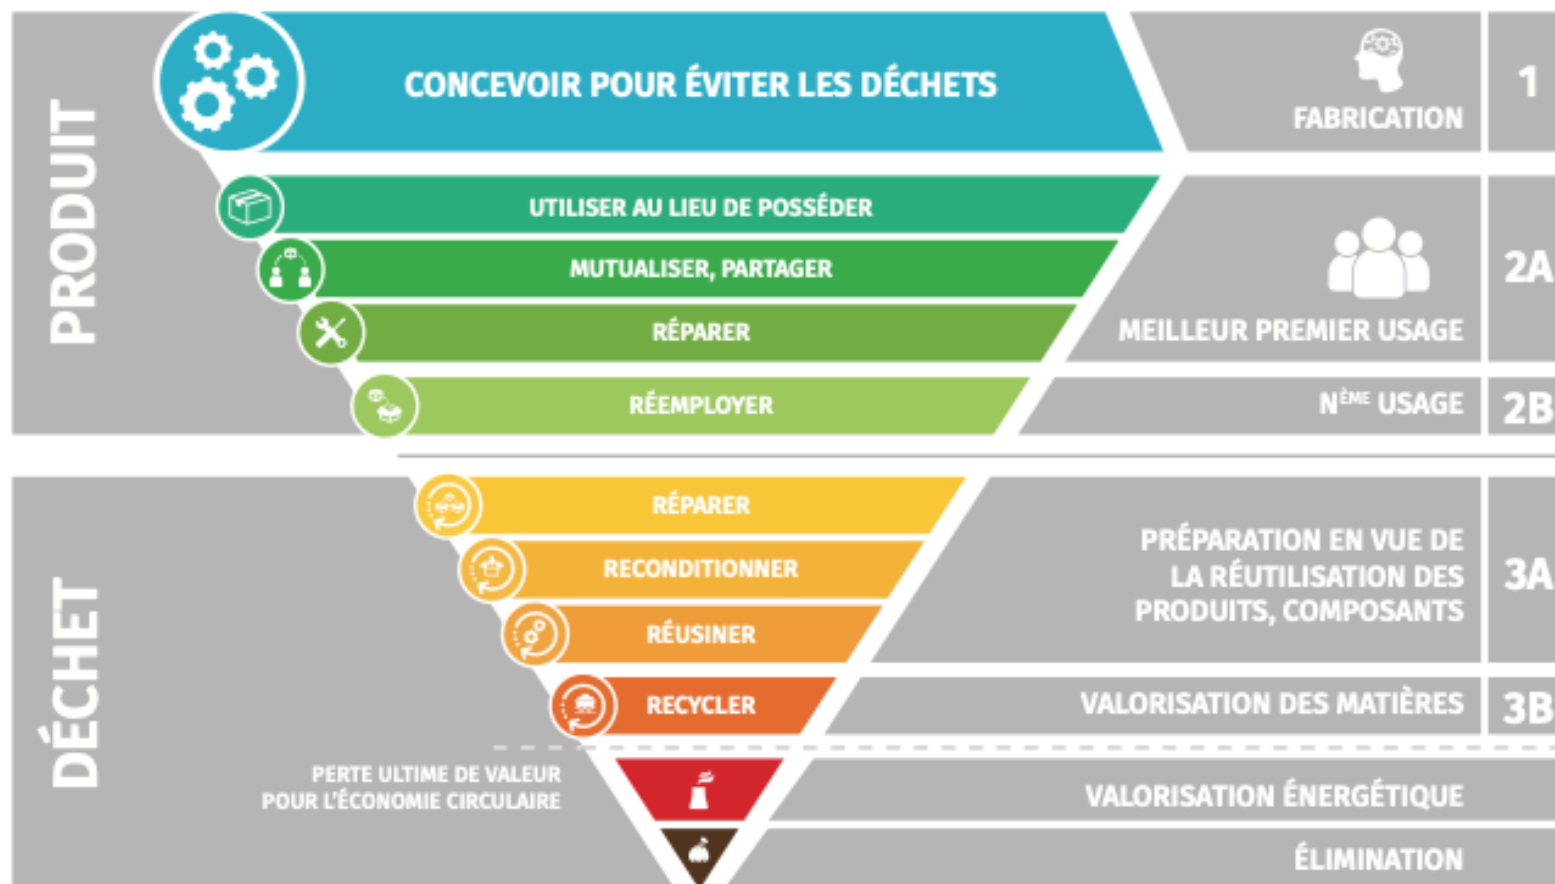 PRODUIT
CONCEVOIR POUR ÉVITER LES DÉCHETS
FABRICATION
1
UTILISER AU LIEU DE POSSÉDER
MUTUALISER, PARTAGER
RÉPARER
MEILLEUR PREMIER USAGE
2A
RÉEMPLOYER
NÈME USAGE
2B
DÉCHET
RÉPARER
RECONDITIONNER
RÉUSINER
PRÉPARATION EN VUE DE
LA RÉUTILISATION DES
PRODUITS, COMPOSANTS
3A
RECYCLER
VALORISATION DES MATIÈRES
3B
PERTE ULTIME DE VALEUR
POUR L'ÉCONOMIE CIRCULAIRE
VALORISATION ÉNERGÉTIQUE
ÉLIMINATION